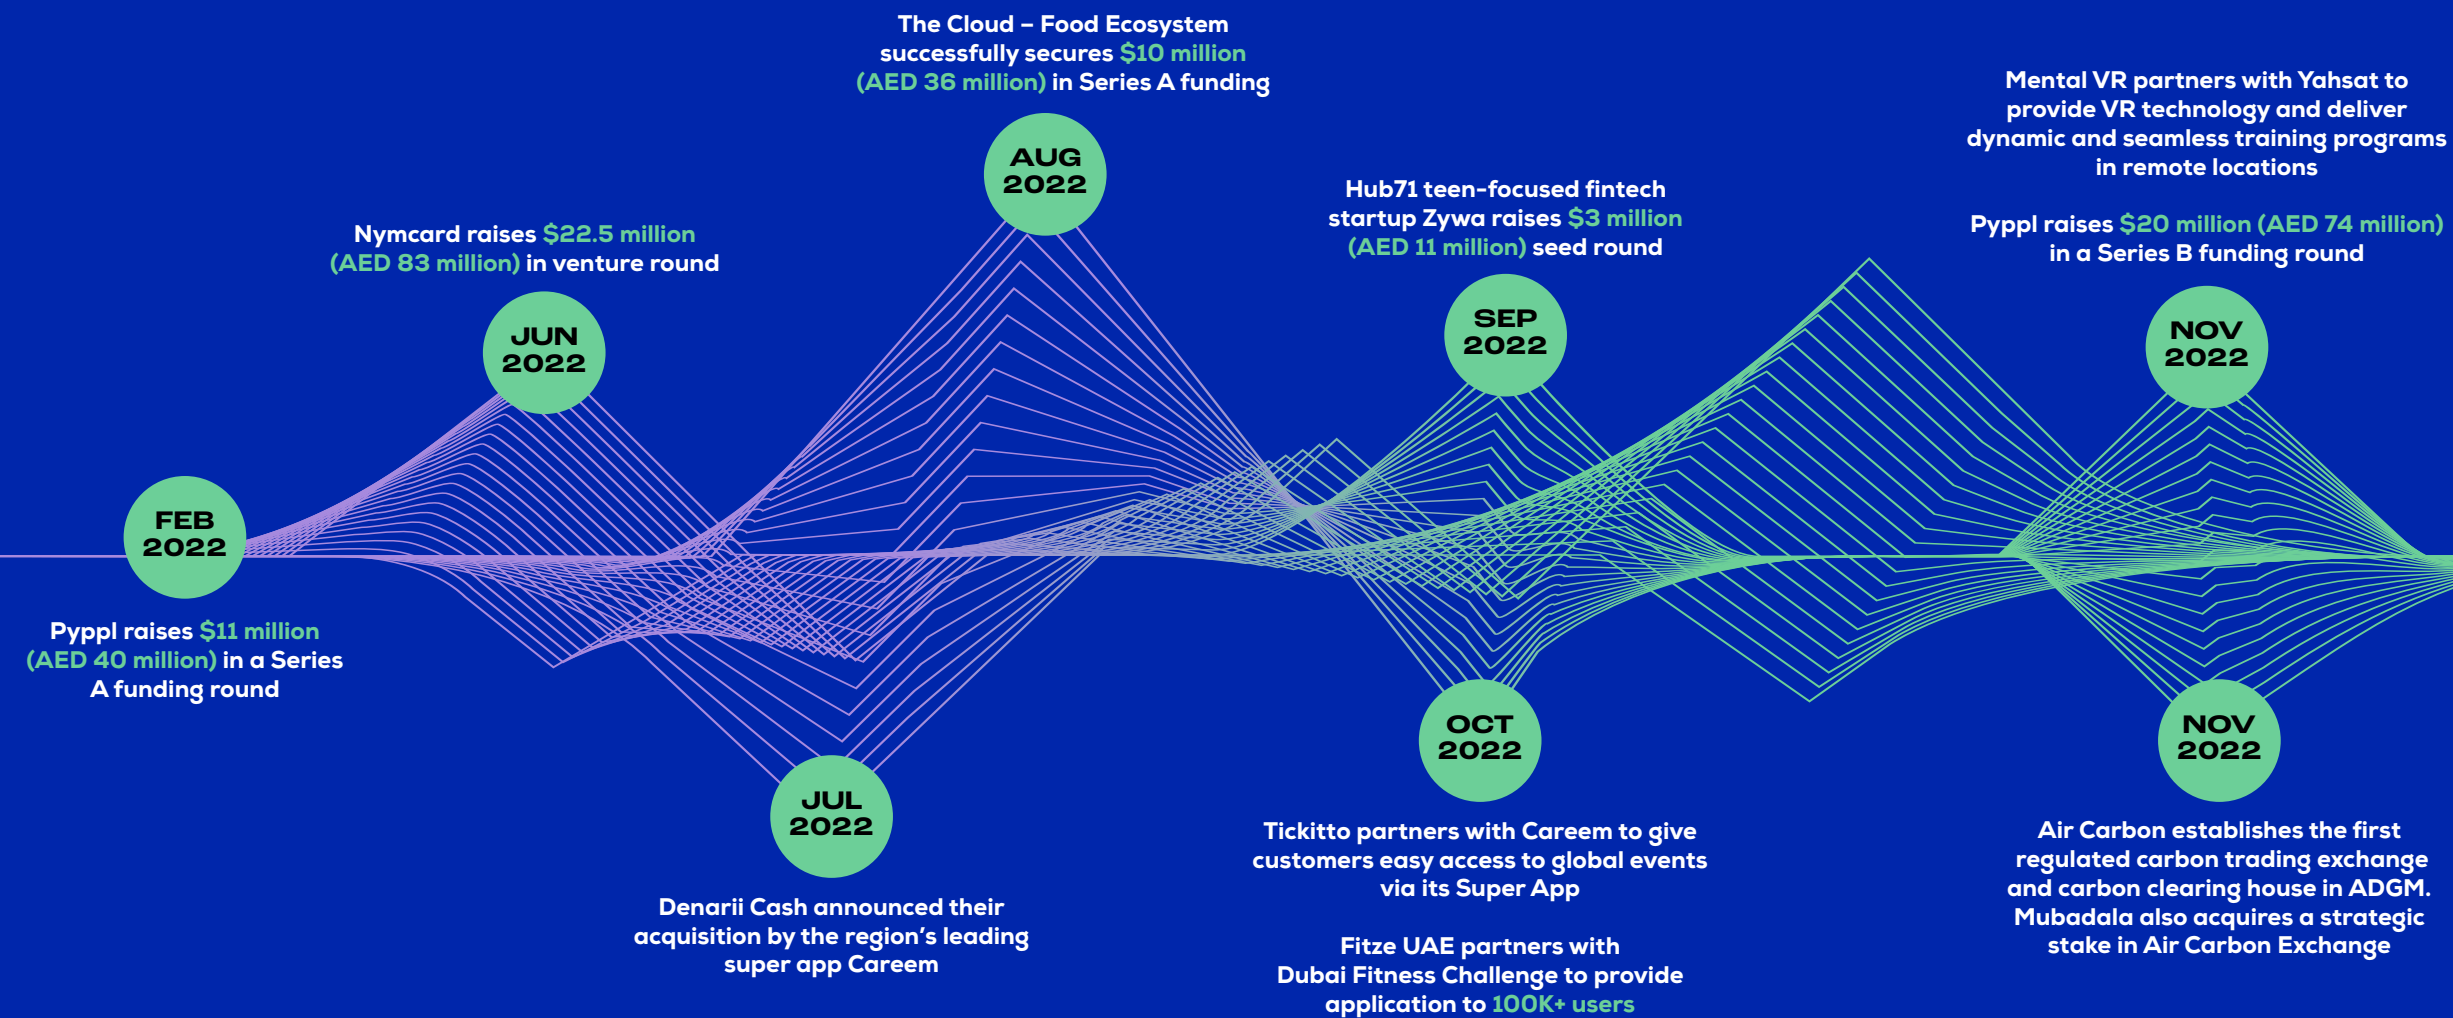 FEB
2022
Pyppl raises $11 million
(AED 40 million) in a Series
A funding round
Nymcard raises $22.5 million
(AED 83 million) in venture round
JUN
2022
JUL
2022
Denarii Cash announced their
acquisition by the region’s leading
super app Careem
The Cloud – Food Ecosystem
successfully secures $10 million
(AED 36 million) in Series A funding
AUG
2022
Hub71 teen-focused fintech
startup Zywa raises $3 million
(AED 11 million) seed round
SEP
2022
OCT
2022
Tickitto partners with Careem to give
customers easy access to global events
via its Super App
Fitze UAE partners with
Dubai Fitness Challenge to provide
application to 100K+ users
Mental VR partners with Yahsat to
provide VR technology and deliver
dynamic and seamless training programs
in remote locations
Pyppl raises $20 million (AED 74 million)
in a Series B funding round
NOV
2022
NOV
2022
Air Carbon establishes the first
regulated carbon trading exchange
and carbon clearing house in ADGM.
Mubadala also acquires a strategic
stake in Air Carbon Exchange